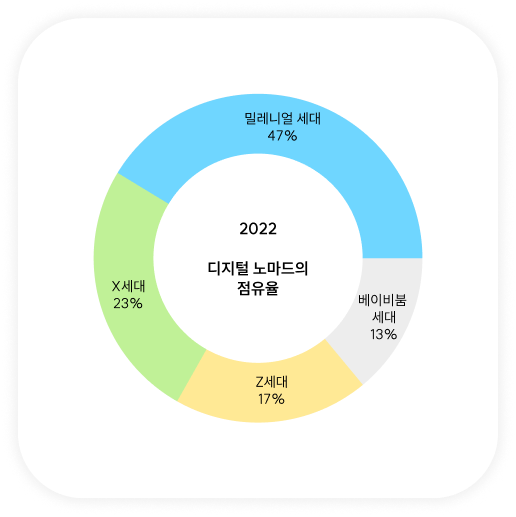 밀레니얼 세대
47%
2022
디지털 노마드의
점유율
X세대
23%
베이비붐
세대
13%
Z세대
17%